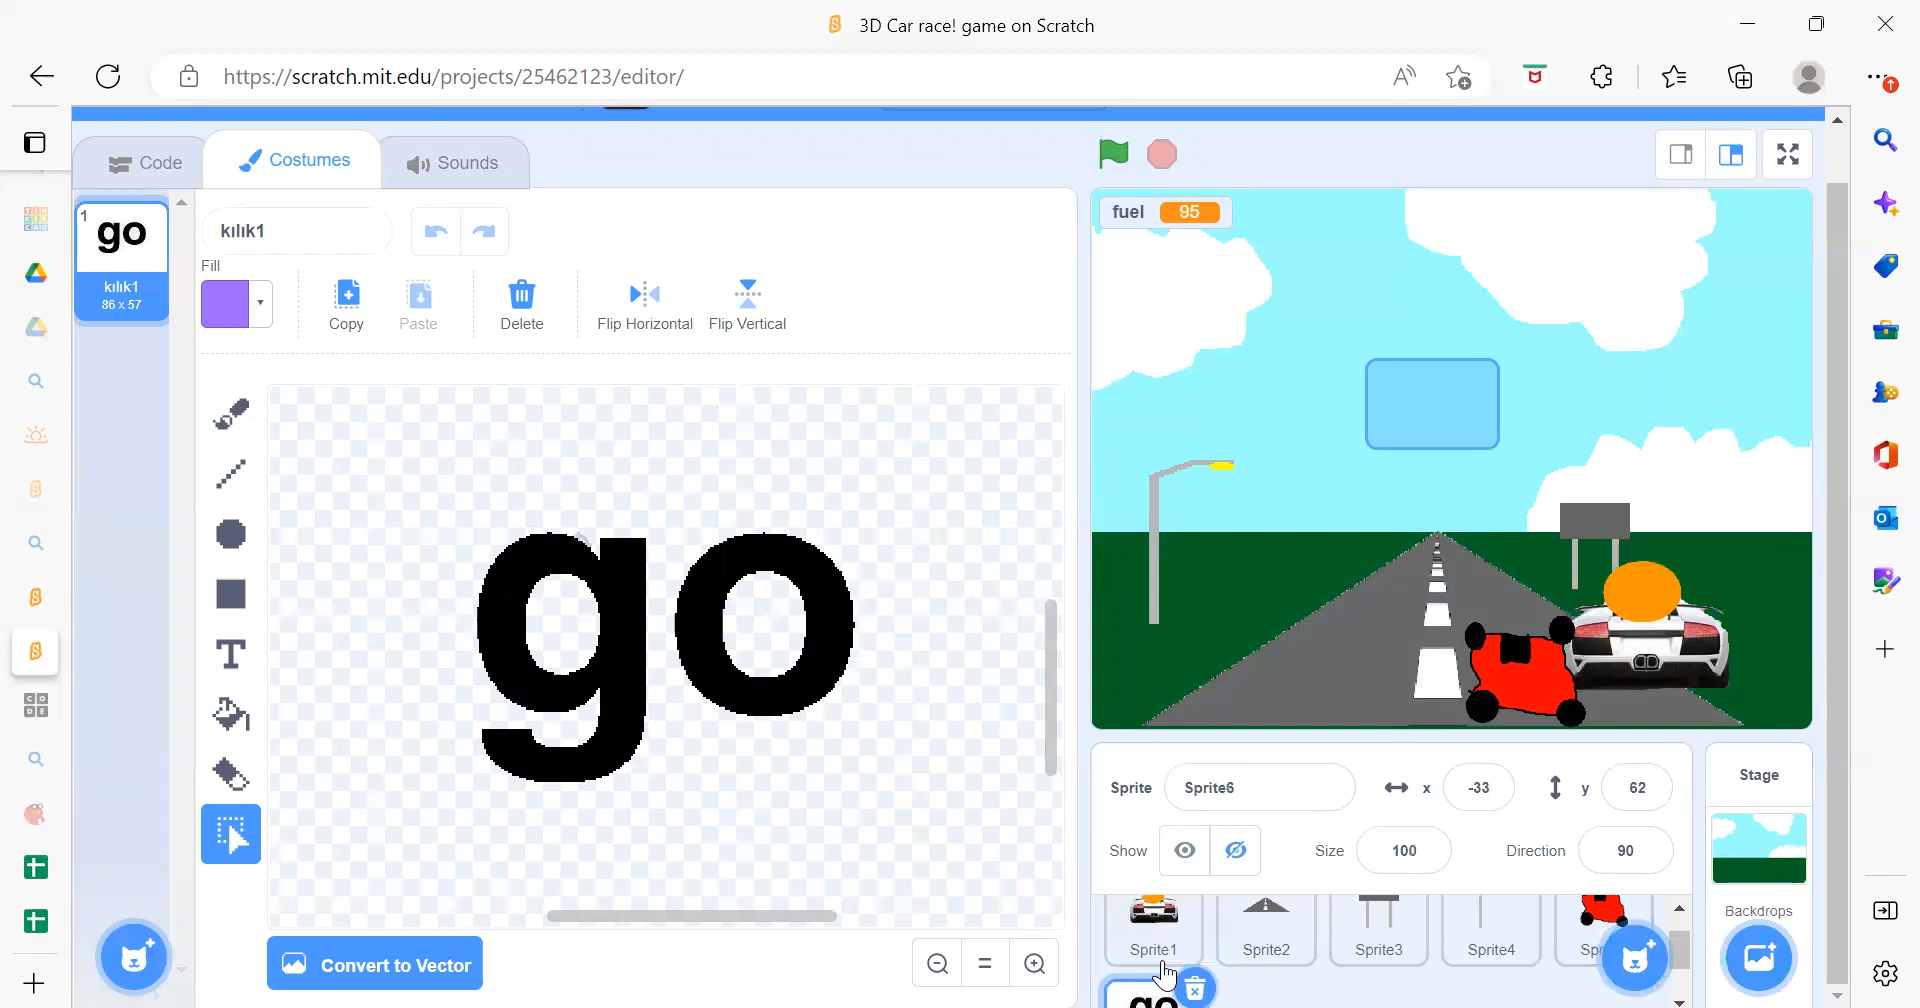 3D Car race! game on Scratch
https://scratch.mit.edu/projects/25462123/editor/
Code
Costumes
Sounds
1
go
kılık1
86 x 57
kılık1
Fill
Copy
Paste
Delete
Flip Horizontal
Flip Vertical
go
Convert to Vector
fuel 95
Sprite Sprite6 x -33 y 62
Show Size 100 Direction 90
Sprite1
Sprite2
Sprite3
Sprite4
go
Stage
Backdrops